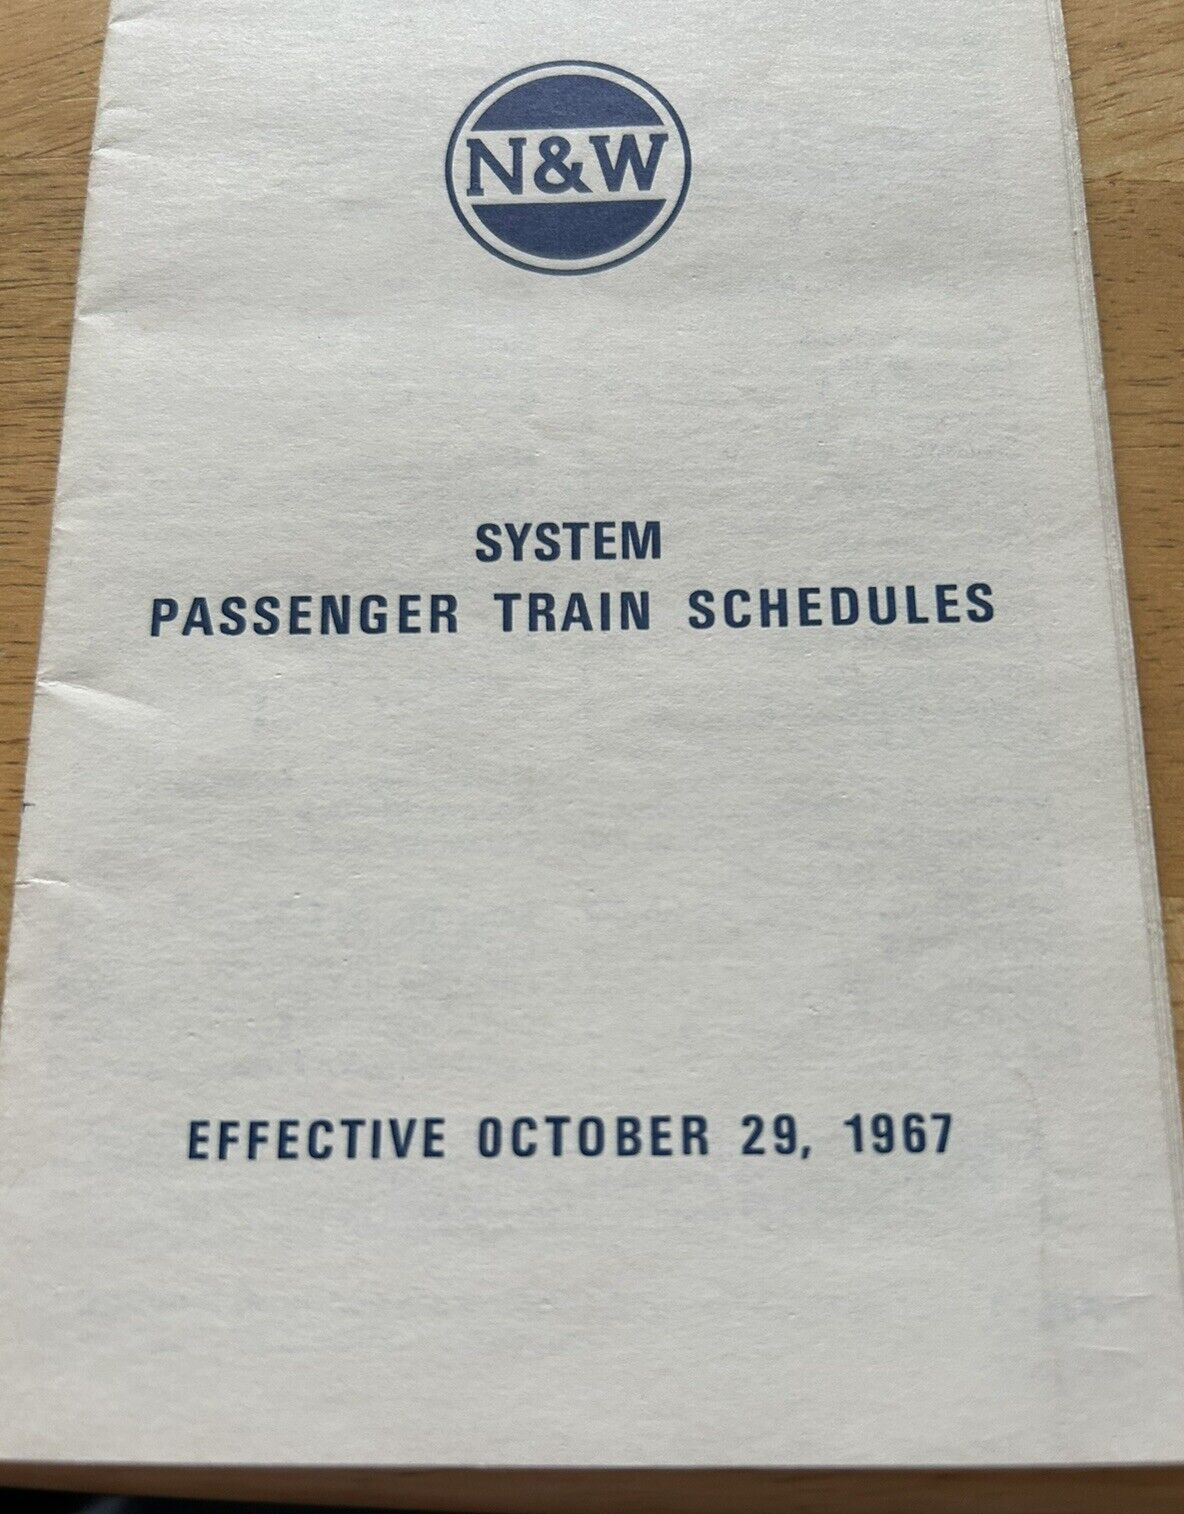 N&W
SYSTEM
PASSENGER TRAIN SCHEDULES
EFFECTIVE OCTOBER 29, 1967